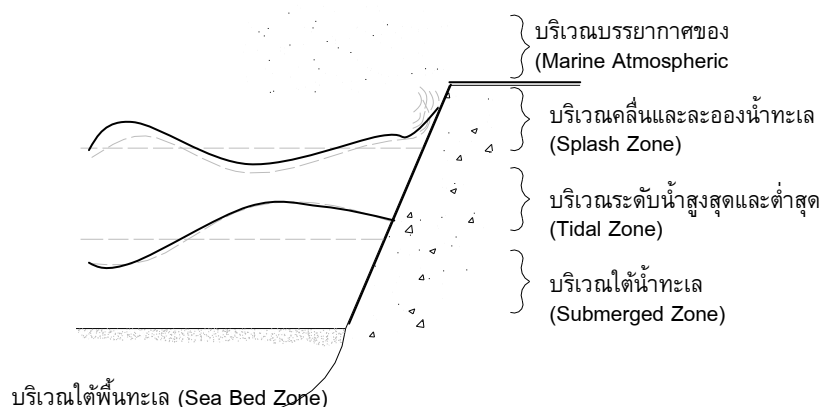 บริเวณบรรยากาศของ
(Marine Atmospheric
บริเวณคลื่นและละอองน้ำทะเล
(Splash Zone)
บริเวณระดับน้ำสูงสุดและต่ำสุด
(Tidal Zone)
บริเวณใต้น้ำทะเล
(Submerged Zone)
บริเวณใต้พื้นทะเล (Sea Bed Zone)